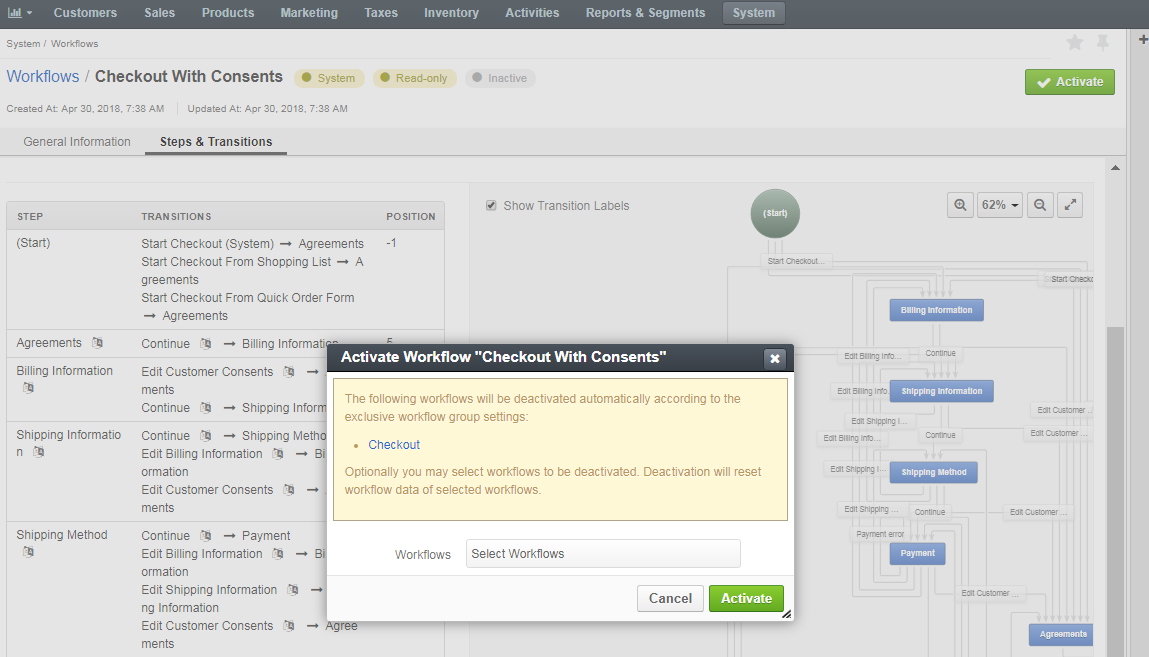 Customers Sales Products Marketing Taxes Inventory Activities Reports & Segments System
System / Workflows
Workflows / Checkout With Consents System Read-only Inactive
Activate
Created At: Apr 30, 2018, 7:38 AM Updated At: Apr 30, 2018, 7:38 AM
General Information Steps & Transitions
STEP TRANSITIONS POSITION
(Start)
Start Checkout (System) → Agreements -1
Start Checkout From Shopping List → A
greements
Start Checkout From Quick Order Form
→ Agreements
Agreements Continue → Billing Information 5
Billing Information Edit Customer Consents →
ments
Continue → Shipping Inform
Shipping Informatio
n
Continue → Shipping Metho
Edit Billing Information → Bi
ormation
Edit Customer Consents →
ments
Shipping Method Continue → Payment
Edit Billing Information → Bi
ormation
Edit Shipping Information →
ng Information
Edit Customer Consents → Agree
ments
Show Transition Labels
62%
(Start)
Start Checkout...
Start Checko
Billing Information
Edit Billing Info...
Continue
Edit Billing Info...
Shipping Information
Edit Customer ...
Edit Shipping I...
Edit Billing Info...
Continue
Edit Customer ...
Edit Shipping I...
Shipping Method
Edit Shipping ...
Continue
Edit Customer ...
Payment error
Payment
Edit Customer ...
Agreements
Activate Workflow "Checkout With Consents"
The following workflows will be deactivated automatically according to the
exclusive workflow group settings:
• Checkout
Optionally you may select workflows to be deactivated. Deactivation will reset
workflow data of selected workflows.
Workflows Select Workflows
Cancel Activate